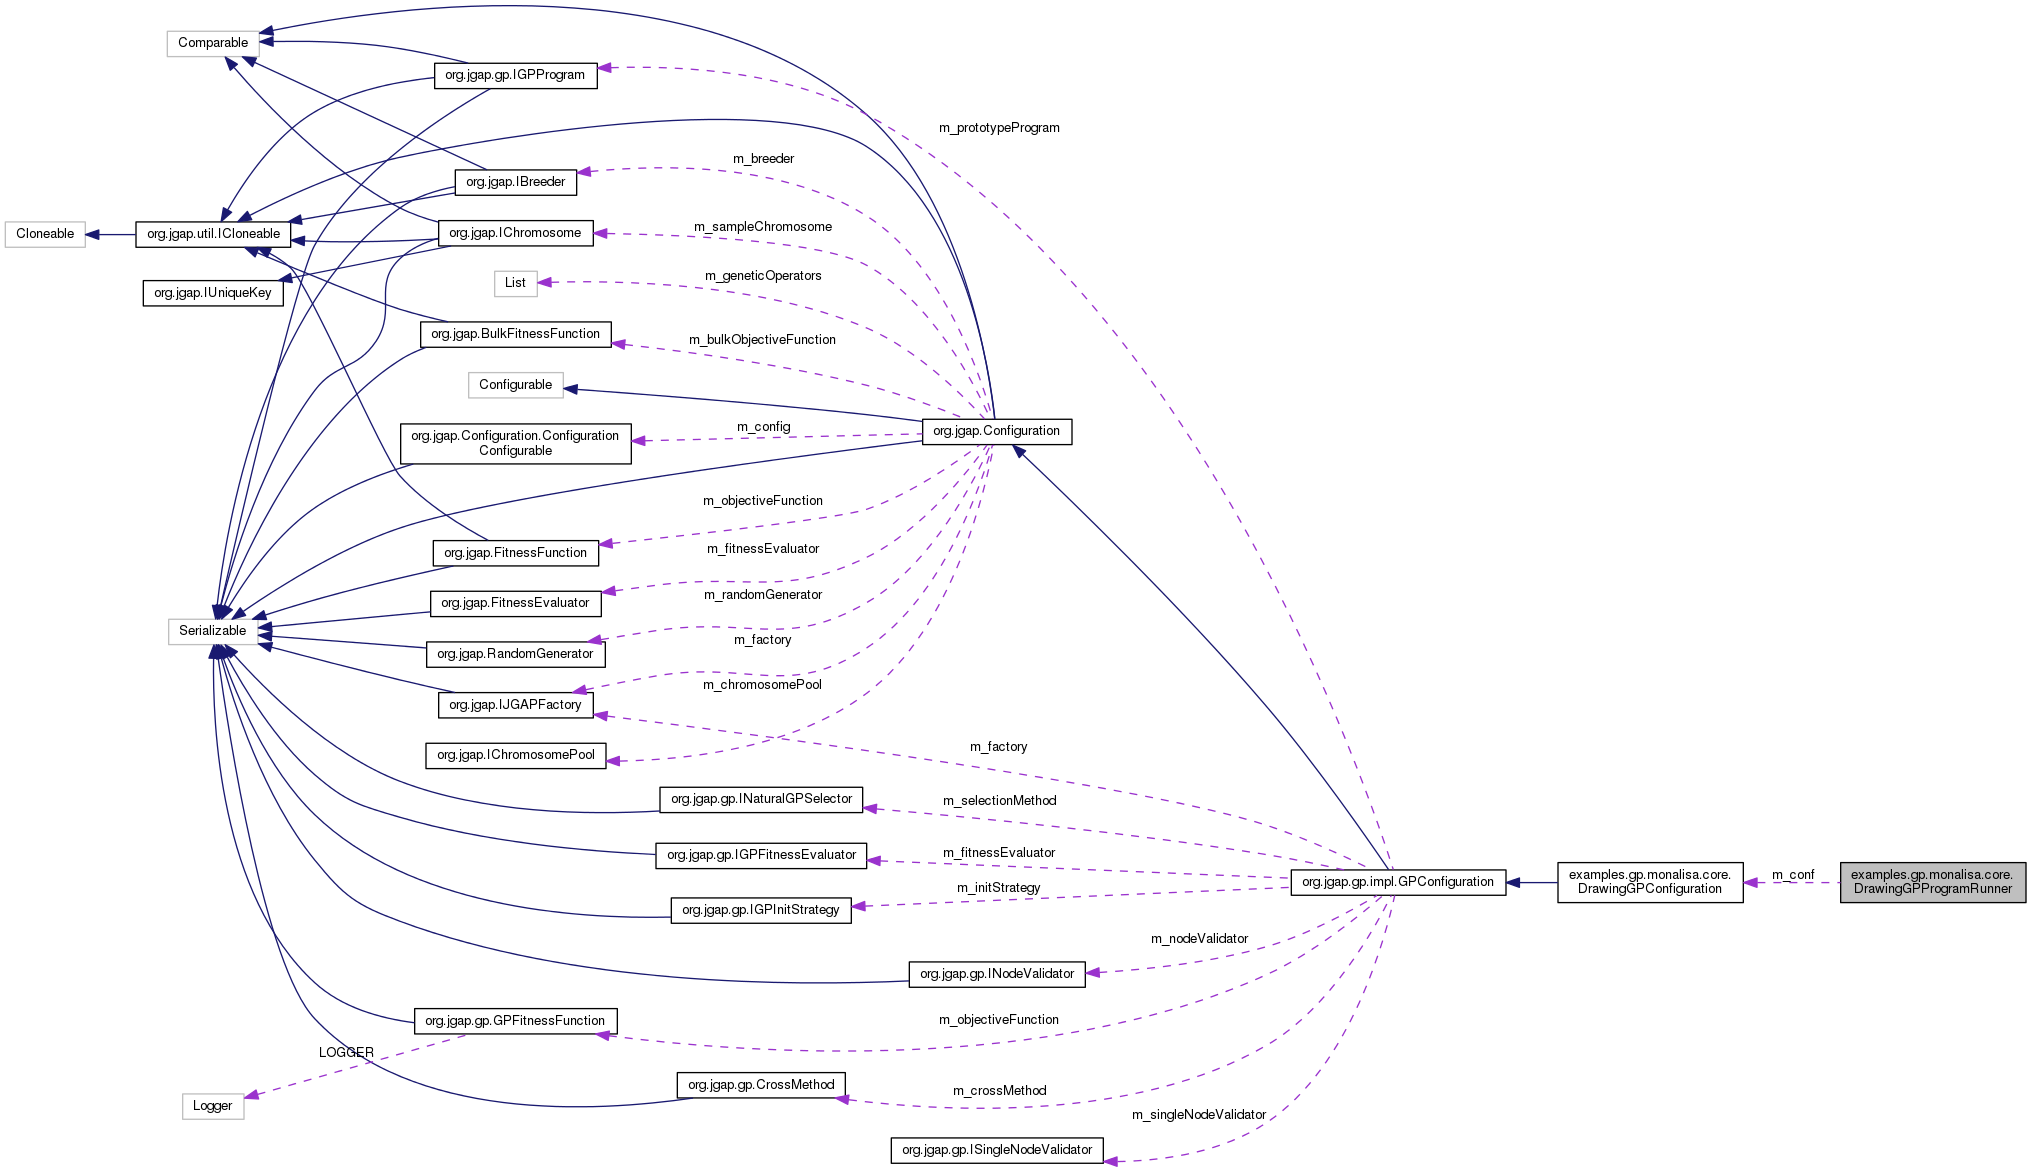 Comparable
org.jgap.gp.IGPProgram
m_prototypeProgram
m_breeder
org.jgap.IBreeder
m_sampleChromosome
Cloneable
org.jgap.util.ICloneable
org.jgap.IChromosome
m_geneticOperators
List
org.jgap.IUniqueKey
org.jgap.BulkFitnessFunction
m_bulkObjectiveFunction
Configurable
m_config
org.jgap.Configuration
org.jgap.Configuration.Configuration
Configurable
m_objectiveFunction
org.jgap.FitnessFunction
m_fitnessEvaluator
org.jgap.FitnessEvaluator
m_randomGenerator
Serializable
m_factory
org.jgap.RandomGenerator
m_chromosomePool
org.jgap.IJGAPFactory
m_factory
org.jgap.IChromosomePool
org.jgap.gp.INaturalGPSelector
m_selectionMethod
org.jgap.gp.IGPFitnessEvaluator
m_fitnessEvaluator
m_initStrategy
org.jgap.gp.impl.GPConfiguration
examples.gp.monalisa.core.
DrawingGPConfiguration
m_conf
examples.gp.monalisa.core.
DrawingGPProgramRunner
org.jgap.gp.IGPInitStrategy
m_nodeValidator
org.jgap.gp.INodeValidator
org.jgap.gp.GPFitnessFunction
m_objectiveFunction
LOGGER
org.jgap.gp.CrossMethod
m_crossMethod
Logger
m_singleNodeValidator
org.jgap.gp.ISingleNodeValidator